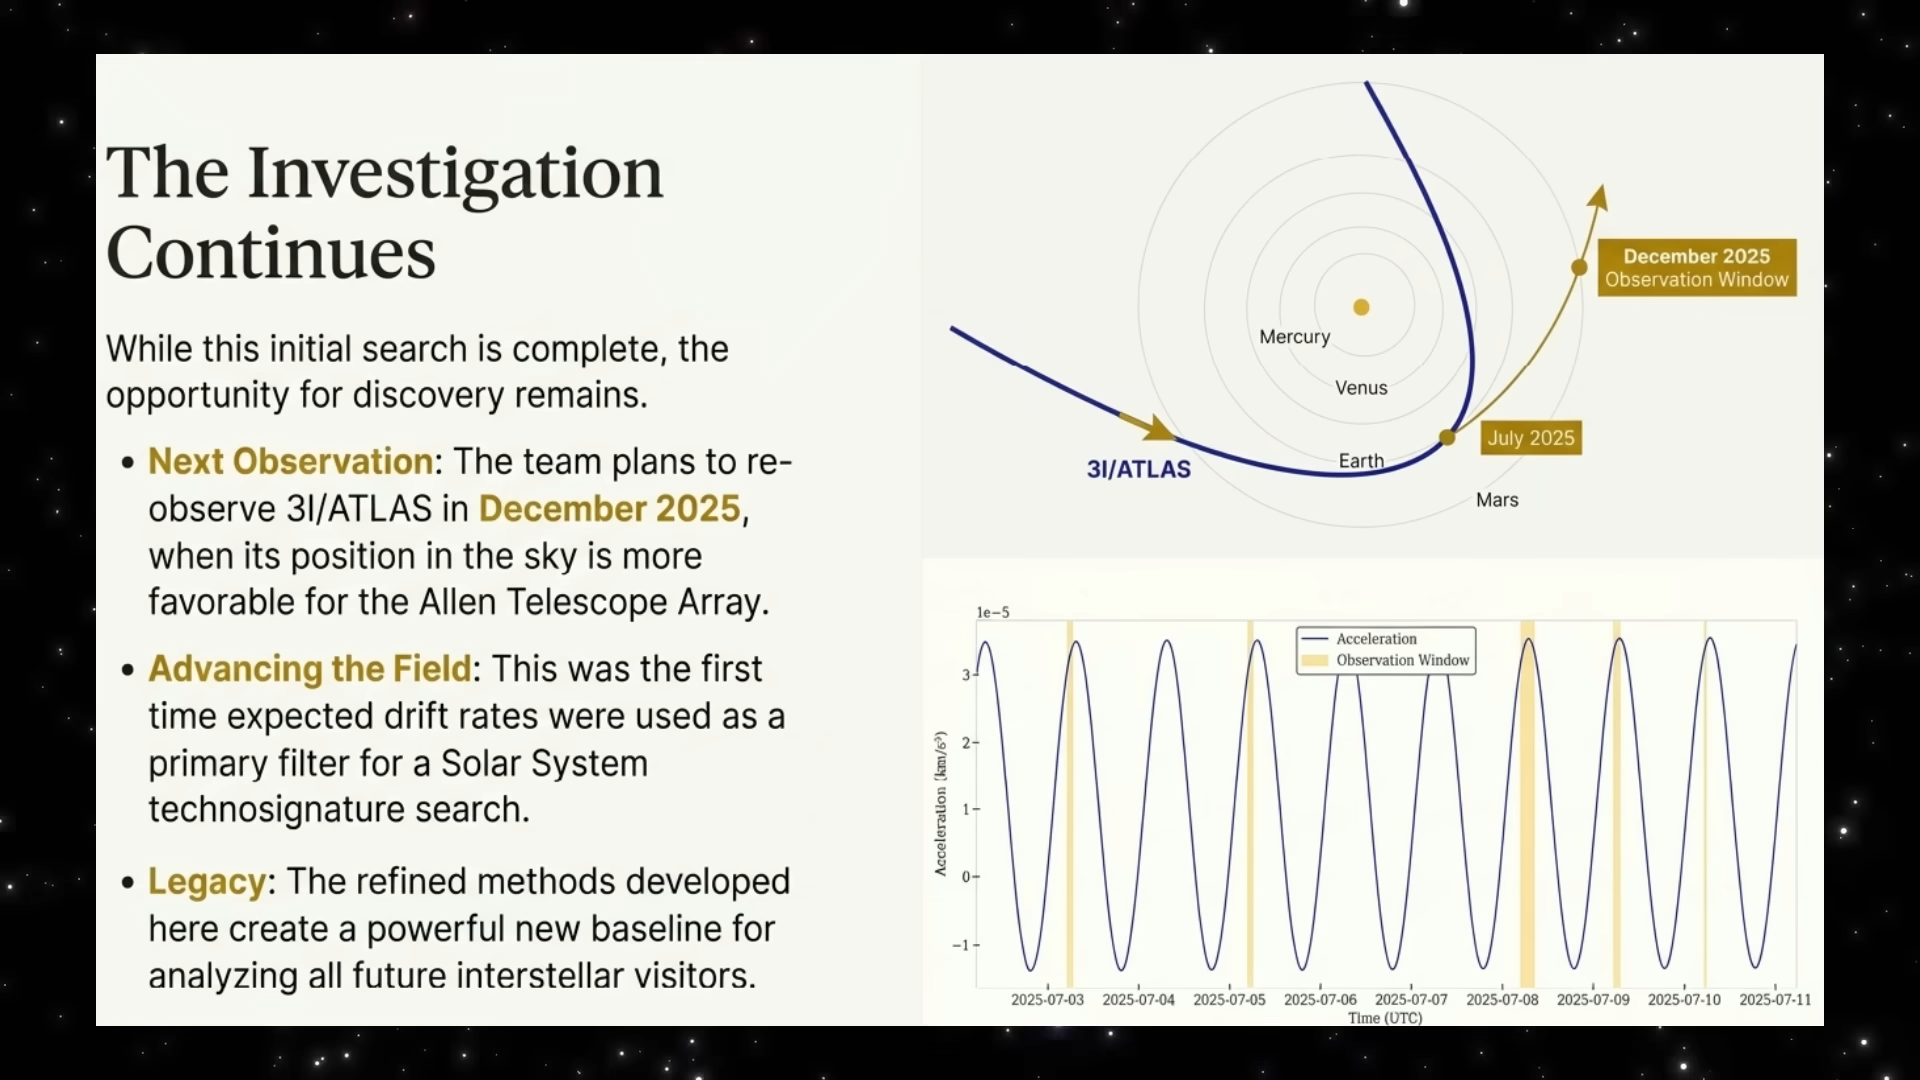 The Investigation
Continues
While this initial search is complete, the
opportunity for discovery remains.
• Next Observation: The team plans to re-
observe 3I/ATLAS in December 2025,
when its position in the sky is more
favorable for the Allen Telescope Array.
• Advancing the Field: This was the first
time expected drift rates were used as a
primary filter for a Solar System
technosignature search.
• Legacy: The refined methods developed
here create a powerful new baseline for
analyzing all future interstellar visitors.
December 2025
Observation Window
Mercury
Venus
July 2025
Earth
3I/ATLAS
Mars
1e−5
Acceleration
Observation Window
3
2
1
0
−1
Acceleration
2025-07-03
2025-07-04
2025-07-05
2025-07-06
2025-07-07
2025-07-08
2025-07-09
2025-07-10
2025-07-11
Time (UTC)